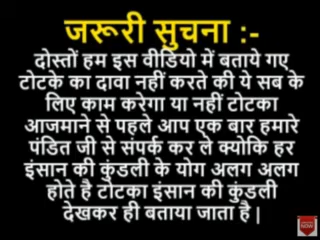 जरूरी सुचना :-
दोस्तों हम इस वीडियो में बताये गए
टोटके का दावा नहीं करते की ये सब के
लिए काम करेगा या नहीं टोटका
आजमाने से पहले आप एक बार हमारे
पंडित जी से संपर्क कर ले क्योकि हर
इंसान की कुंडली के योग अलग अलग
होते है टोटका इंसान की कुंडली
देखकर ही बताया जाता है |